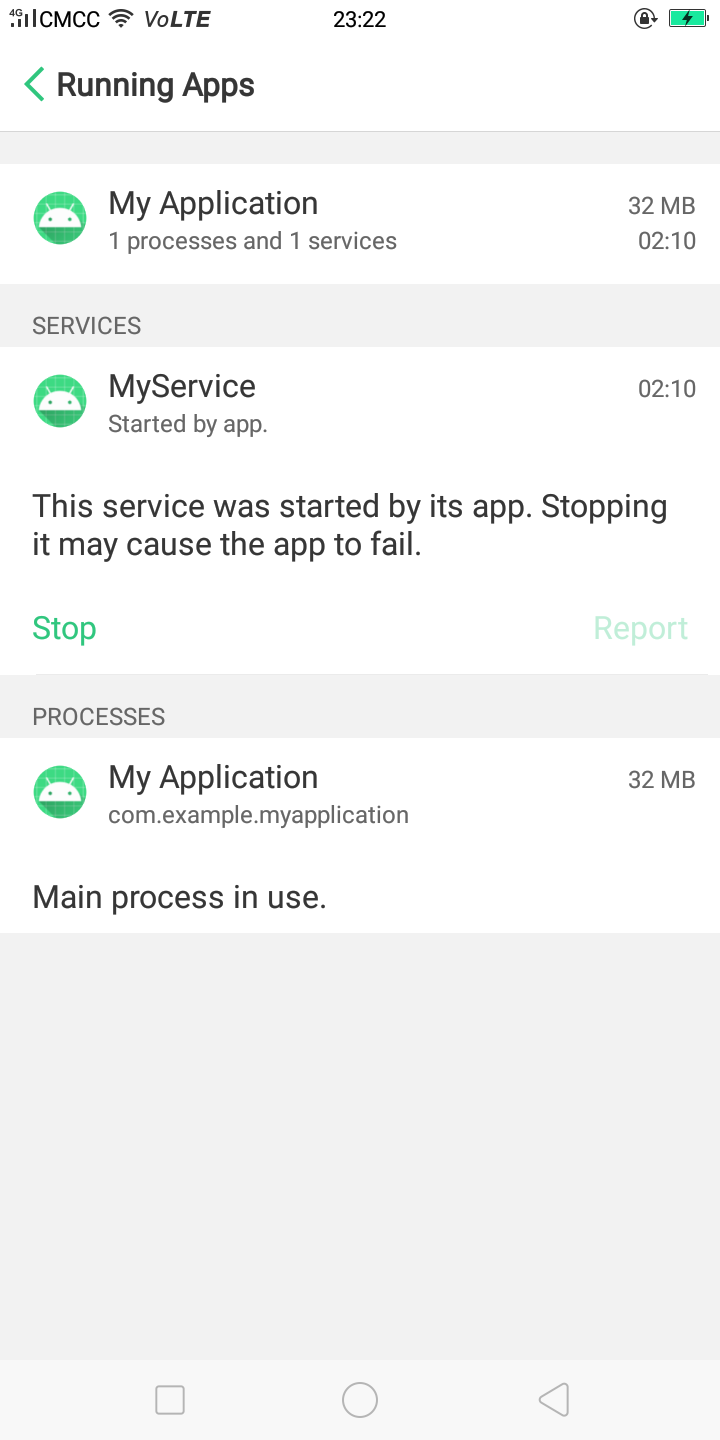 4G CMCC VoLTE 23:22
Running Apps
My Application 32 MB
1 processes and 1 services 02:10
SERVICES
MyService 02:10
Started by app.
This service was started by its app. Stopping
it may cause the app to fail.
Stop Report
PROCESSES
My Application 32 MB
com.example.myapplication
Main process in use.